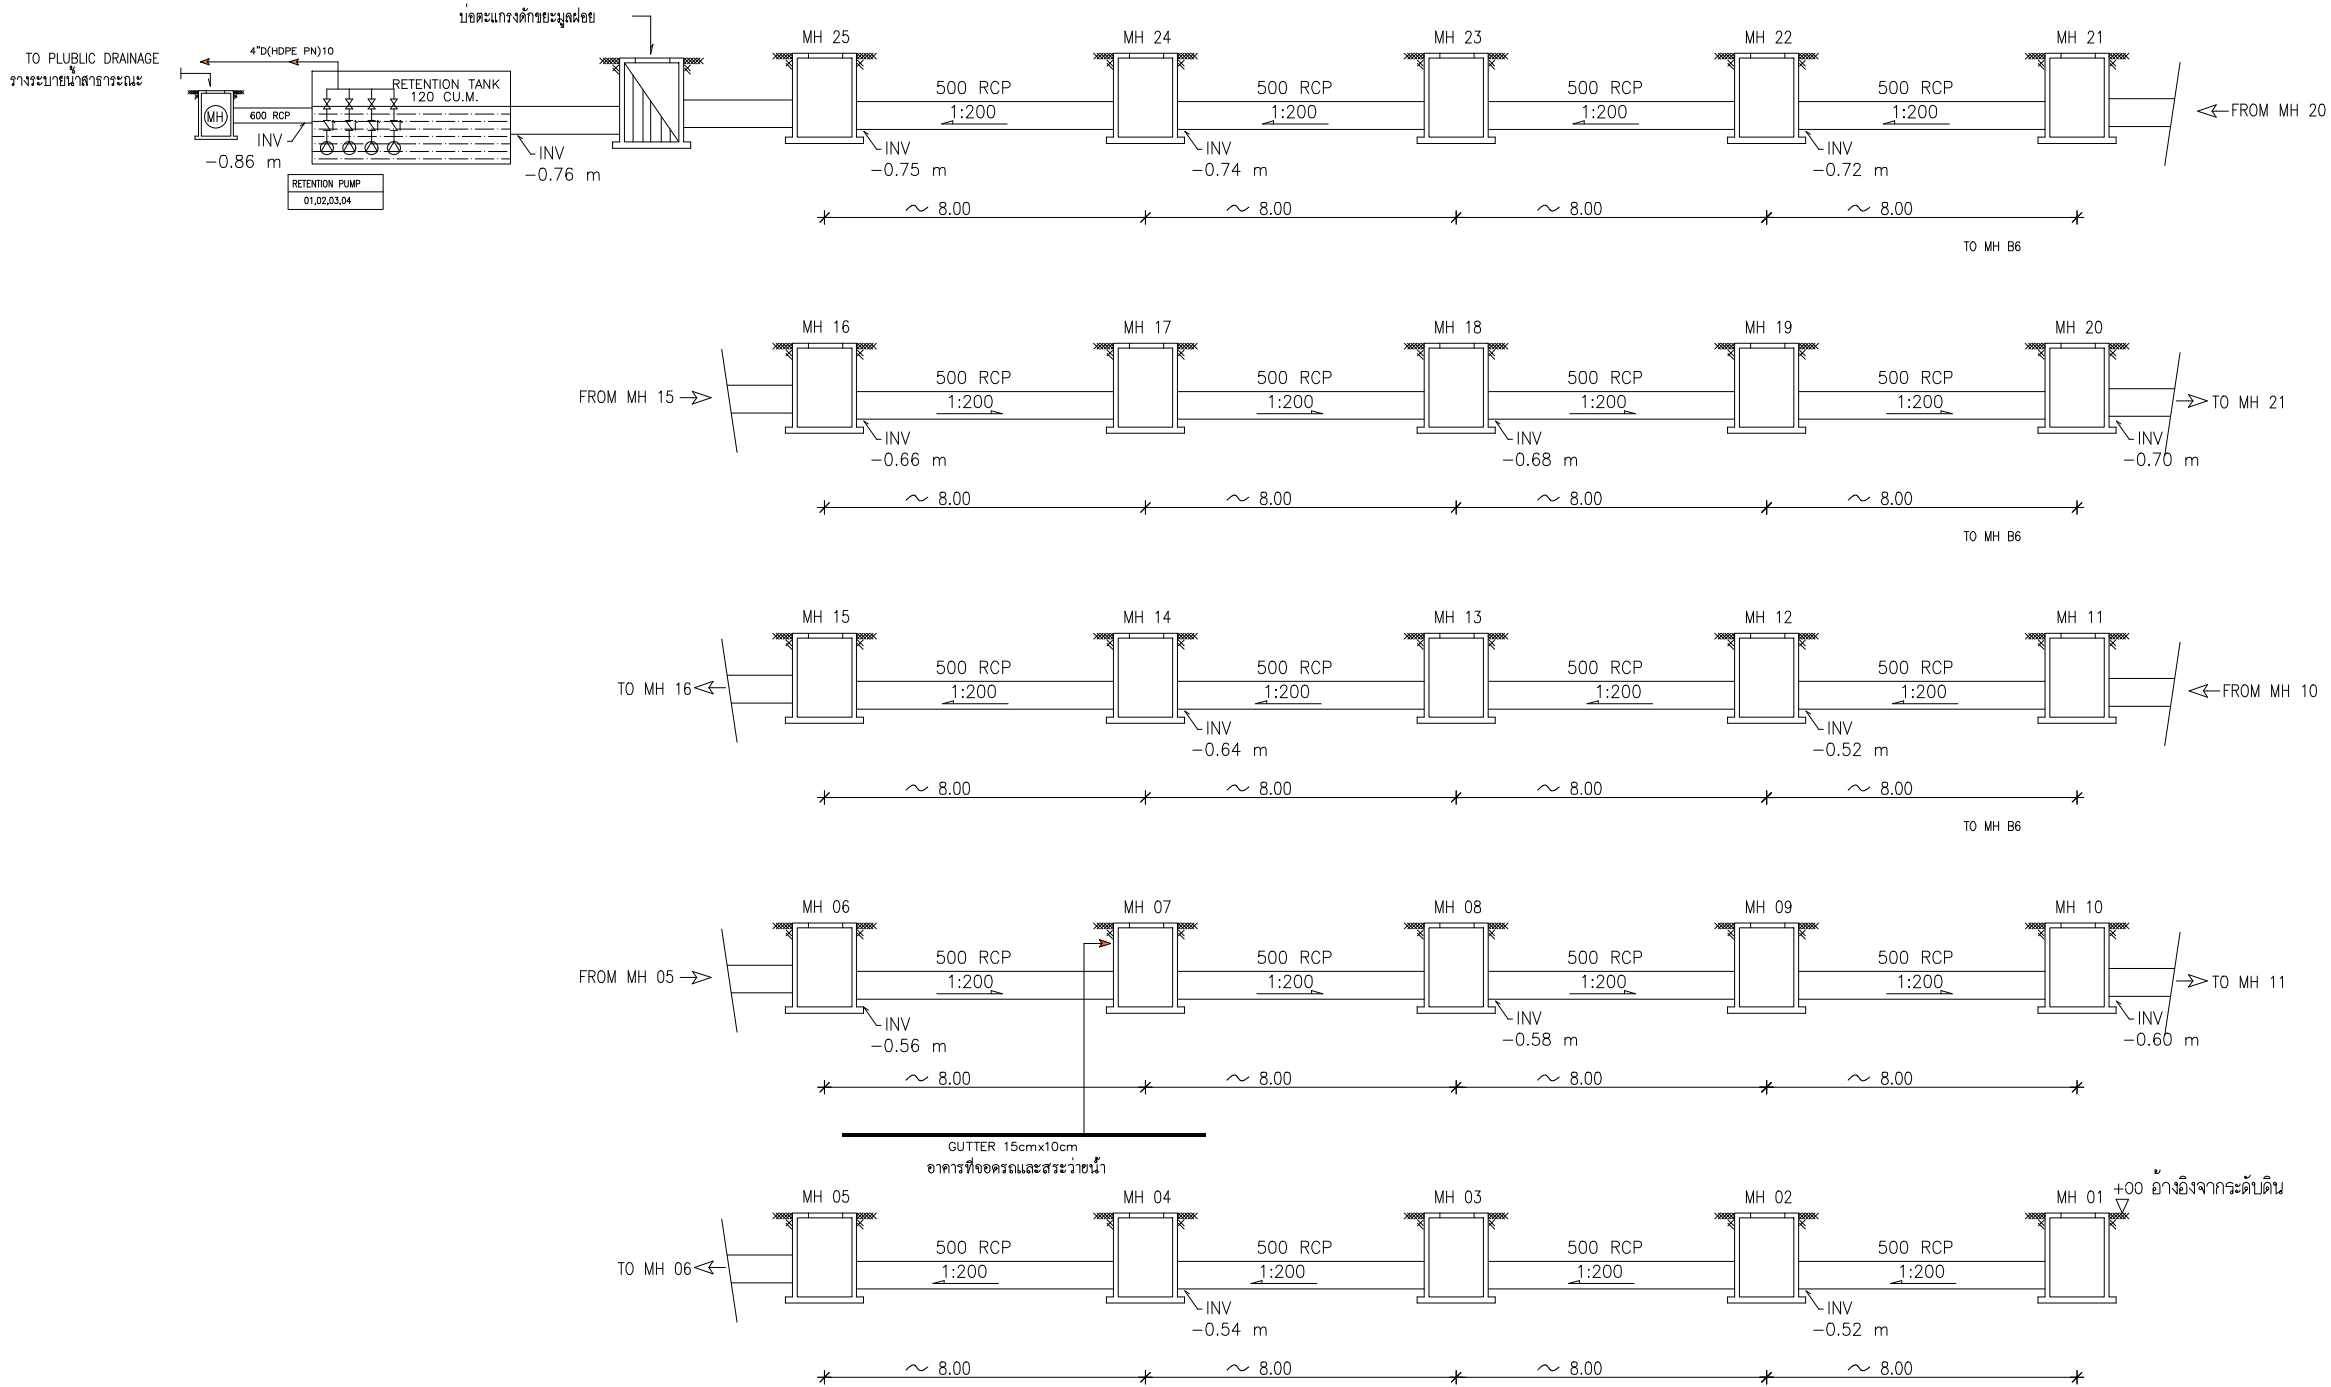 บ่อตะแกรงดักขยะมูลฝอย
TO PLUBLIC DRAINAGE
รางระบายน้ำสาธาระณะ
4"D(HDPE PN)10
RETENTION TANK
120 CU.M.
MH
600 RCP
INV
-0.86 m
INV
-0.76 m
RETENTION PUMP
01,02,03,04
MH 25
MH 24
MH 23
MH 22
MH 21
500 RCP
500 RCP
500 RCP
500 RCP
1:200
1:200
1:200
1:200
FROM MH 20
INV
-0.75 m
INV
-0.74 m
INV
-0.72 m
~ 8.00
~ 8.00
~ 8.00
~ 8.00
TO MH B6
MH 16
MH 17
MH 18
MH 19
MH 20
FROM MH 15
500 RCP
500 RCP
500 RCP
500 RCP
1:200
1:200
1:200
1:200
TO MH 21
INV
-0.66 m
INV
-0.68 m
INV
-0.70 m
~ 8.00
~ 8.00
~ 8.00
~ 8.00
TO MH B6
MH 15
MH 14
MH 13
MH 12
MH 11
TO MH 16
500 RCP
500 RCP
500 RCP
500 RCP
1:200
1:200
1:200
1:200
FROM MH 10
INV
-0.64 m
INV
-0.52 m
~ 8.00
~ 8.00
~ 8.00
~ 8.00
TO MH B6
MH 06
MH 07
MH 08
MH 09
MH 10
FROM MH 05
500 RCP
500 RCP
500 RCP
500 RCP
1:200
1:200
1:200
1:200
TO MH 11
INV
-0.56 m
INV
-0.58 m
INV
-0.60 m
~ 8.00
~ 8.00
~ 8.00
~ 8.00
GUTTER 15cmx10cm
อาคารที่จอดรถและสระว่ายน้ำ
MH 05
MH 04
MH 03
MH 02
MH 01
+00 อ้างอิงจากระดับดิน
TO MH 06
500 RCP
500 RCP
500 RCP
500 RCP
1:200
1:200
1:200
1:200
INV
-0.54 m
INV
-0.52 m
~ 8.00
~ 8.00
~ 8.00
~ 8.00